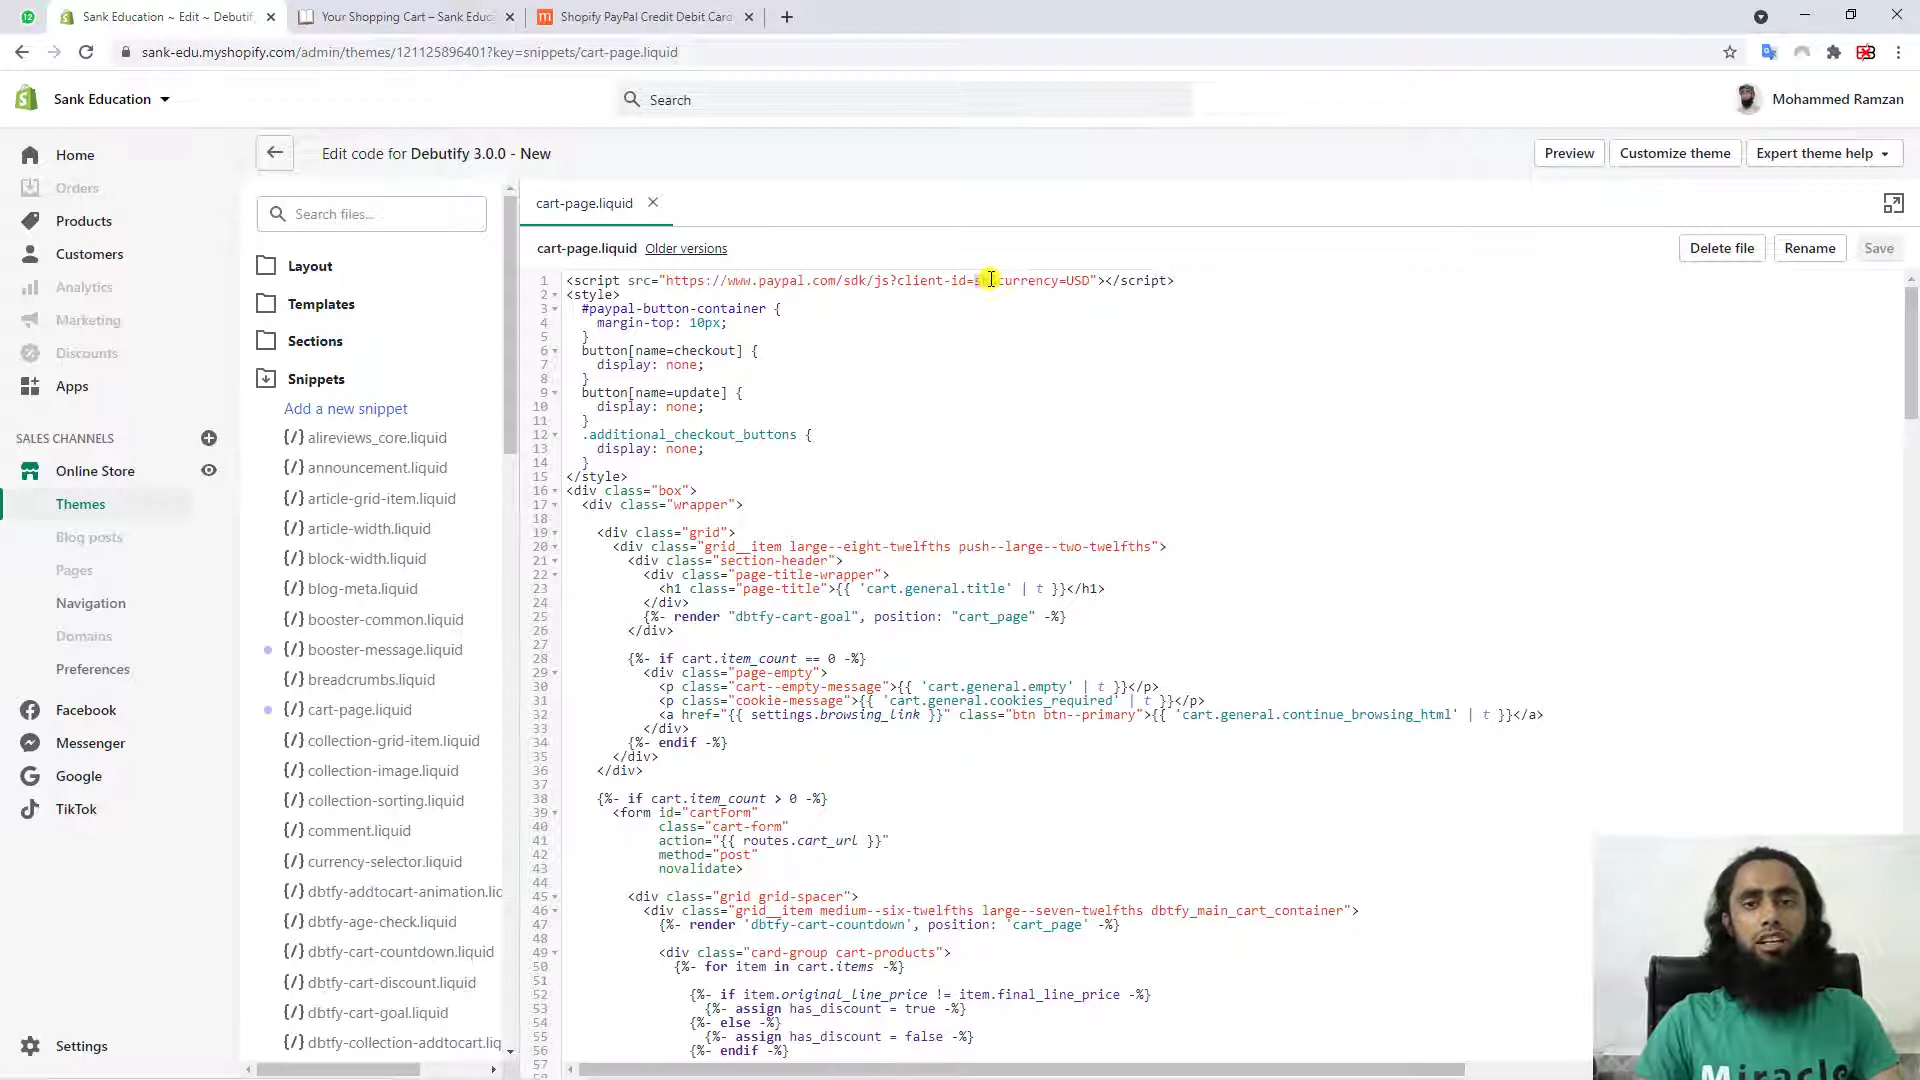 Sank Education ~ Edit ~ Debutify
Your Shopping Cart – Sank Educ
Shopify PayPal Credit Debit Card
sank-edu.myshopify.com/admin/themes/121125896401?key=snippets/cart-page.liquid
Sank Education
Search
Mohammed Ramzan
Home
Orders
Products
Customers
Analytics
Marketing
Discounts
Apps
SALES CHANNELS
Online Store
Themes
Blog posts
Pages
Navigation
Domains
Preferences
Facebook
Messenger
Google
TikTok
Settings
Edit code for Debutify 3.0.0 - New
Preview
Customize theme
Expert theme help
Search files...
Layout
Templates
Sections
Snippets
Add a new snippet
{/} alireviews_core.liquid
{/} announcement.liquid
{/} article-grid-item.liquid
{/} article-width.liquid
{/} block-width.liquid
{/} blog-meta.liquid
{/} booster-common.liquid
{/} booster-message.liquid
{/} breadcrumbs.liquid
{/} cart-page.liquid
{/} collection-grid-item.liquid
{/} collection-image.liquid
{/} collection-sorting.liquid
{/} comment.liquid
{/} currency-selector.liquid
{/} dbtfy-addtocart-animation.lic
{/} dbtfy-age-check.liquid
{/} dbtfy-cart-countdown.liquid
{/} dbtfy-cart-discount.liquid
{/} dbtfy-cart-goal.liquid
{/} dbtfy-collection-addtocart.liq
cart-page.liquid
cart-page.liquid Older versions
Delete file
Rename
Save
1 <script src="https://www.paypal.com/sdk/js?client-id= currency=USD"></script>
2 <style>
3 #paypal-button-container {
4 margin-top: 10px;
5 }
6 button[name=checkout] {
7 display: none;
8 }
9 button[name=update] {
10 display: none;
11 }
12 .additional_checkout_buttons {
13 display: none;
14 }
15 </style>
16 <div class="box">
17 <div class="wrapper">
18
19 <div class="grid">
20 <div class="grid__item large--eight-twelfths push--large--two-twelfths">
21 <div class="section-header">
22 <div class="page-title-wrapper">
23 <h1 class="page-title">{{ 'cart.general.title' | t }}</h1>
24 </div>
25 {%- render "dbtfy-cart-goal", position: "cart_page" -%}
26 </div>
27
28 {%- if cart.item_count == 0 -%}
29 <div class="page-empty">
30 <p class="cart--empty-message">{{ 'cart.general.empty' | t }}</p>
31 <p class="cookie-message">{{ 'cart.general.cookies_required' | t }}</p>
32 <a href="{{ settings.browsing_link }}" class="btn btn--primary">{{ 'cart.general.continue_browsing_html' | t }}</a>
33 </div>
34 {%- endif -%}
35 </div>
36 </div>
37
38 {%- if cart.item_count > 0 -%}
39 <form id="cartForm"
40 class="cart-form"
41 action="{{ routes.cart_url }}"
42 method="post"
43 novalidate>
44
45 <div class="grid grid-spacer">
46 <div class="grid__item medium--six-twelfths large--seven-twelfths dbtfy_main_cart_container">
47 {%- render 'dbtfy-cart-countdown', position: 'cart_page' -%}
48
49 <div class="card-group cart-products">
50 {%- for item in cart.items -%}
51
52 {%- if item.original_line_price != item.final_line_price -%}
53 {%- assign has_discount = true -%}
54 {%- else -%}
55 {%- assign has_discount = false -%}
56 {%- endif -%}
57
Miracle